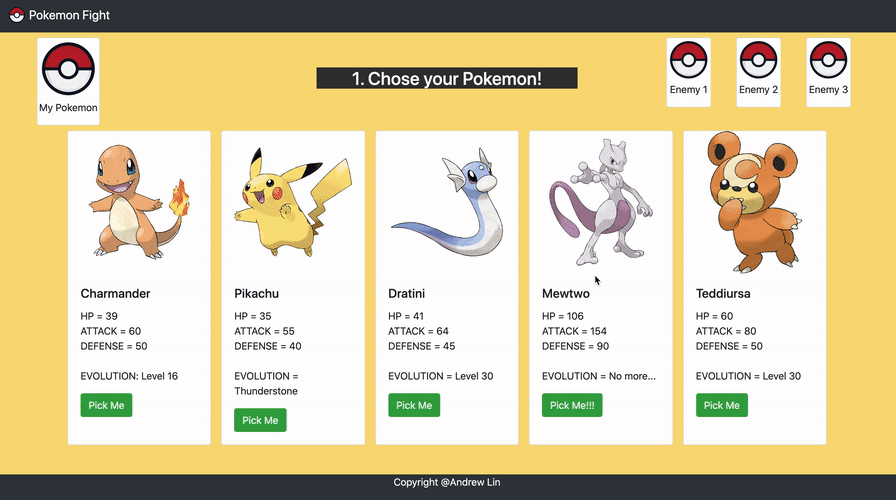 Pokemon Fight
My Pokemon
1. Chose your Pokemon!
Enemy 1
Enemy 2
Enemy 3
Charmander
HP = 39
ATTACK = 60
DEFENSE = 50
EVOLUTION: Level 16
Pick Me
Pikachu
HP = 35
ATTACK = 55
DEFENSE = 40
EVOLUTION =
Thunderstone
Pick Me
Dratini
HP = 41
ATTACK = 64
DEFENSE = 45
EVOLUTION = Level 30
Pick Me
Mewtwo
HP = 106
ATTACK = 154
DEFENSE = 90
EVOLUTION = No more...
Pick Me!!!
Teddiursa
HP = 60
ATTACK = 80
DEFENSE = 50
EVOLUTION = Level 30
Pick Me
Copyright @Andrew Lin